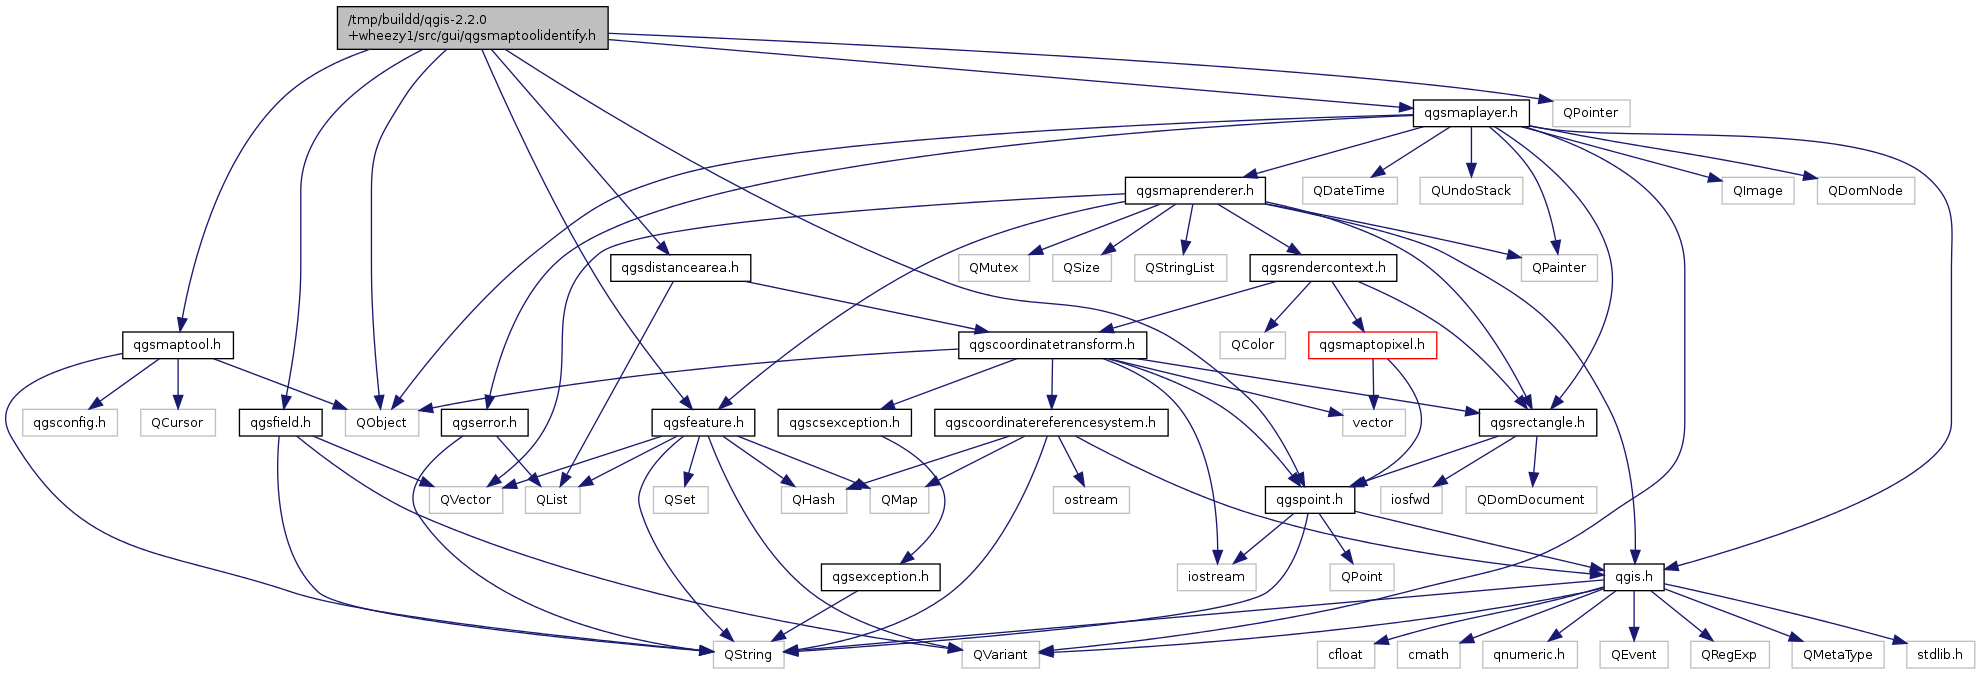 /tmp/buildd/qgis-2.2.0
+wheezy1/src/gui/qgsmaptoolidentify.h
qgsmaplayer.h
QPointer
qgsmaprenderer.h
QDateTime
QUndoStack
QImage
QDomNode
qgsdistancearea.h
QMutex
QSize
QStringList
qgsrendercontext.h
QPainter
qgsmaptool.h
qgscoordinatetransform.h
QColor
qgsmaptopixel.h
qgsconfig.h
QCursor
qgsfield.h
QObject
qgserror.h
qgsfeature.h
qgscsexception.h
qgscoordinatereferencesystem.h
vector
qgsrectangle.h
QVector
QList
QSet
QHash
QMap
ostream
qgspoint.h
iosfwd
QDomDocument
qgsexception.h
iostream
QPoint
qgis.h
QString
QVariant
cfloat
cmath
qnumeric.h
QEvent
QRegExp
QMetaType
stdlib.h